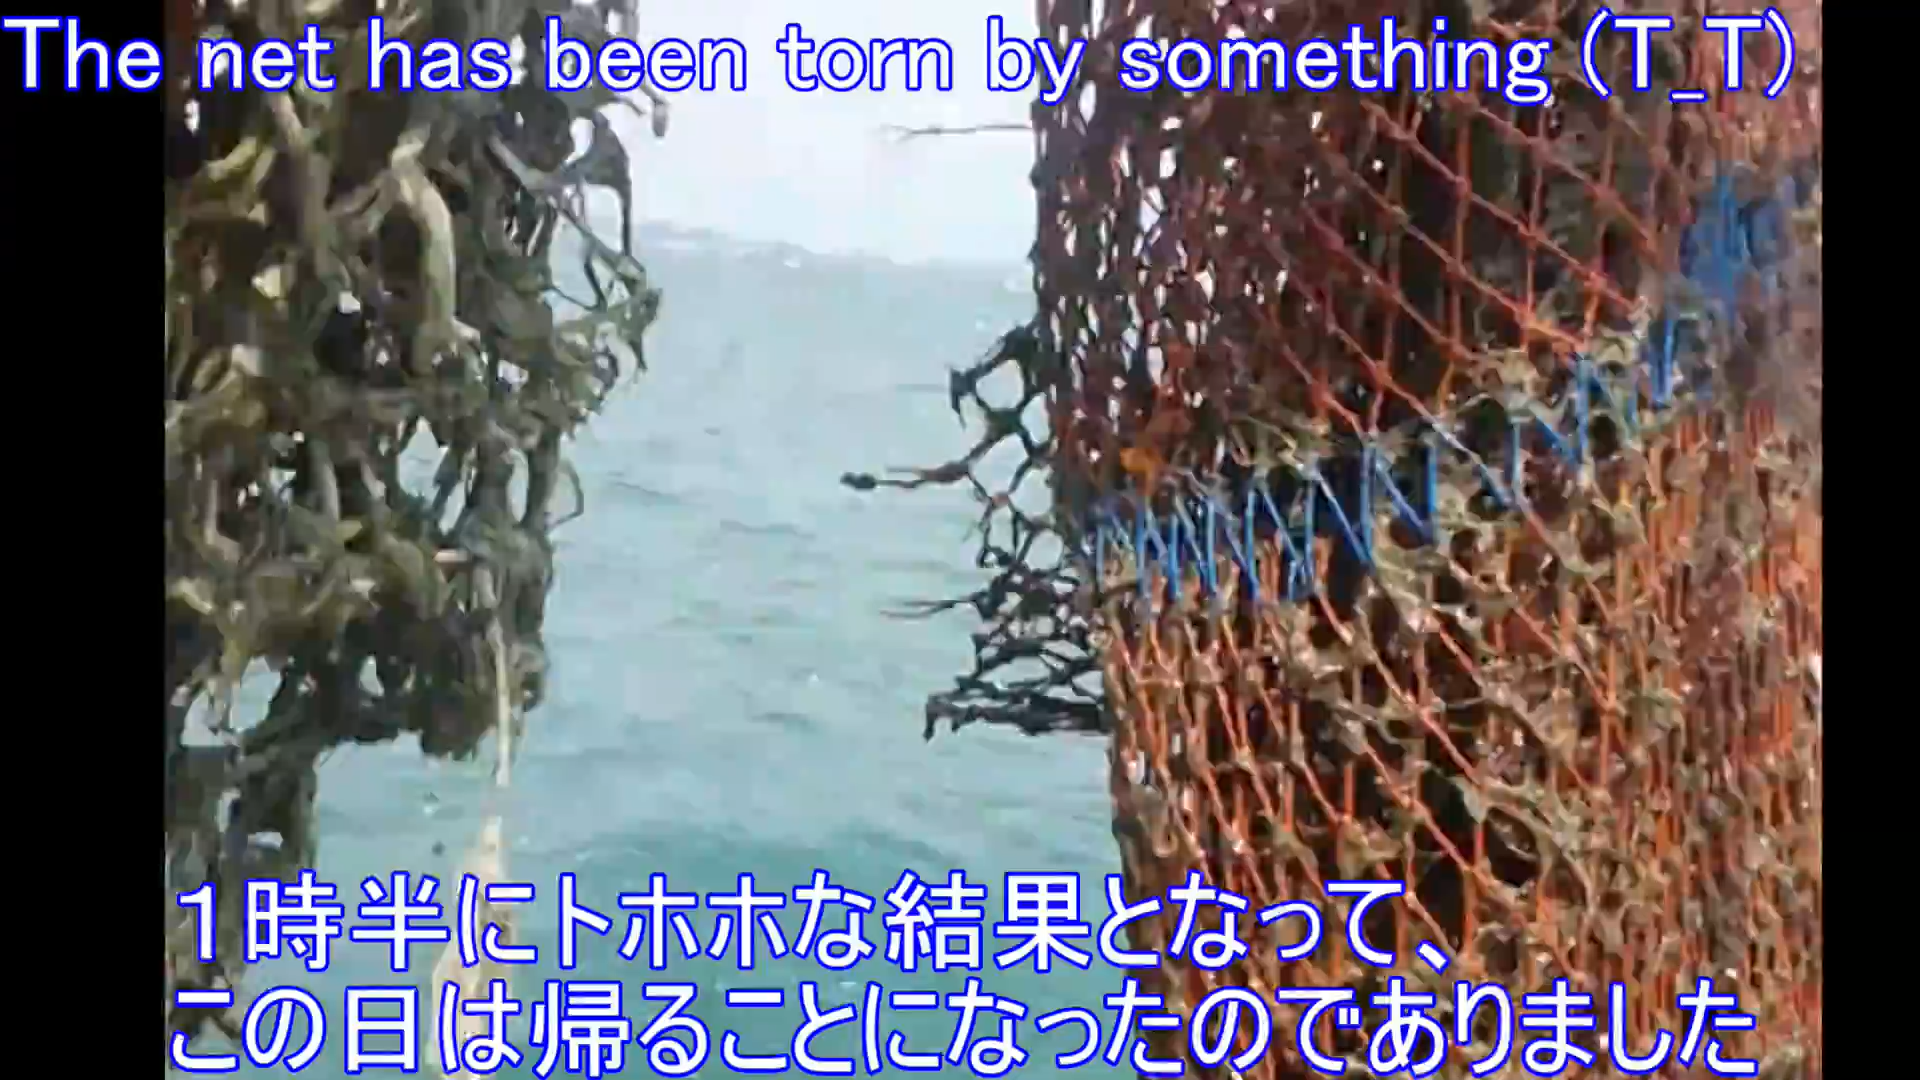 The net has been torn by something (T_T)
１時半にトホホな結果となって、
この日は帰ることになったのでありました